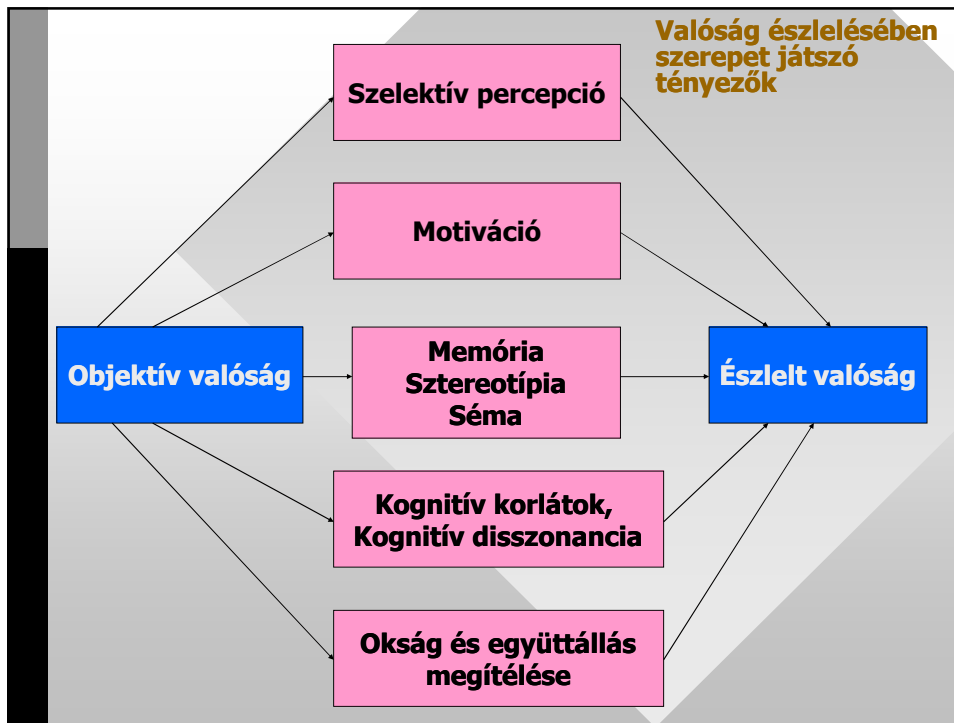 Valóság észlelésében
szerepet játszó
tényezők
Szelektív percepció
Motiváció
Objektív valóság
Memória
Sztereotípia
Séma
Észlelt valóság
Kognitív korlátok,
Kognitív disszonancia
Okság és együttállás
megítélése